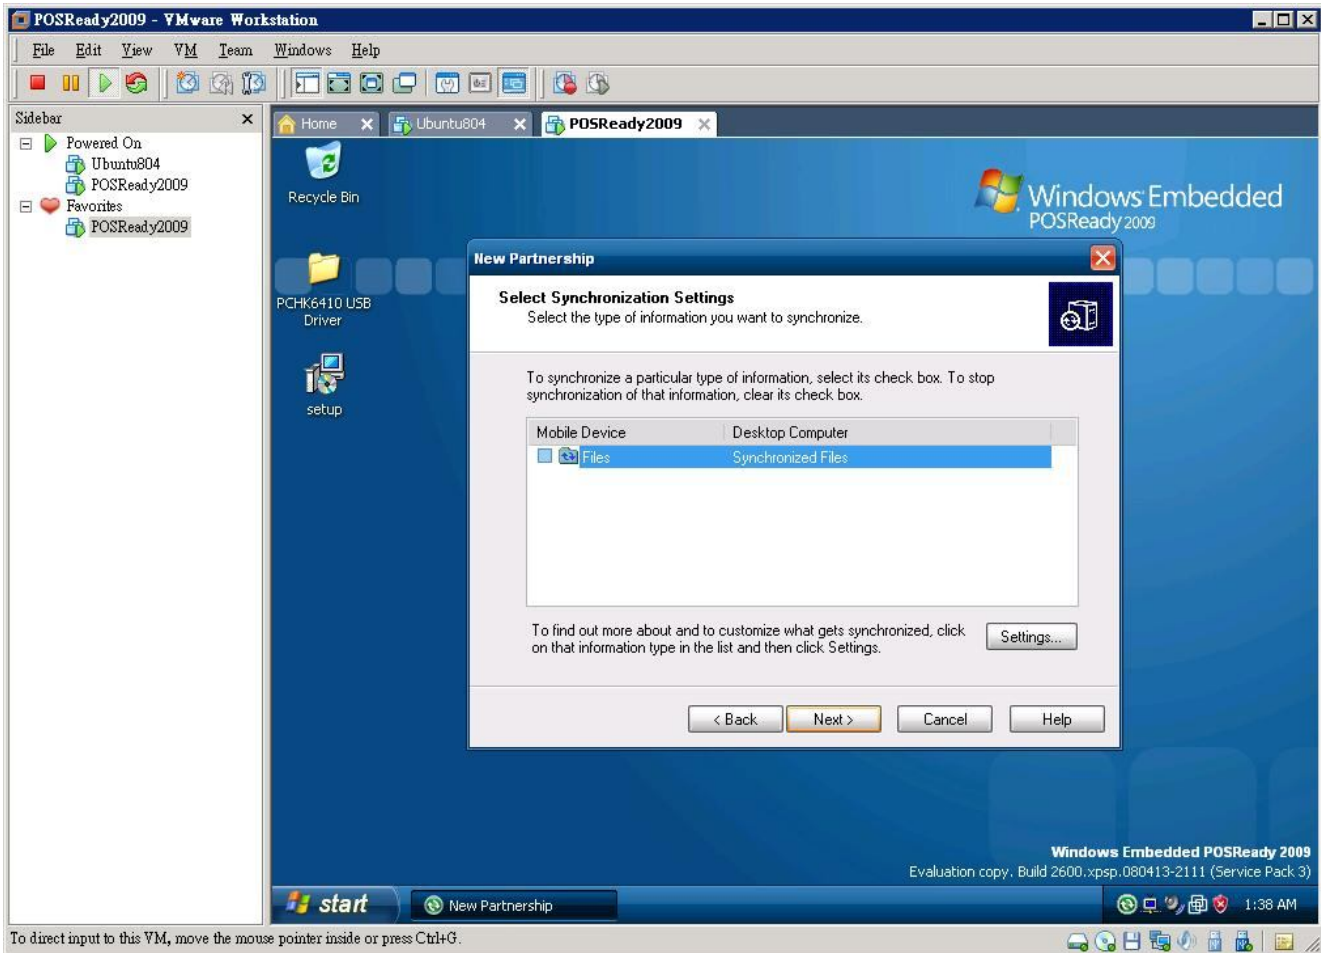 POSReady2009 - VMware Workstation
File Edit View VM Team Windows Help
Sidebar
Powered On
Ubuntu804
POSReady2009
Favorites
POSReady2009
Home Ubuntu804 POSReady2009
Recycle Bin
Windows Embedded
POSReady 2009
PCHK6410 USB
Driver
setup
New Partnership
Select Synchronization Settings
Select the type of information you want to synchronize.
To synchronize a particular type of information, select its check box. To stop
synchronization of that information, clear its check box.
Mobile Device Desktop Computer
Files Synchronized Files
To find out more about and to customize what gets synchronized, click
on that information type in the list and then click Settings.
Settings...
< Back Next > Cancel Help
Windows Embedded POSReady 2009
Evaluation copy. Build 2600.xpsp.080413-2111 (Service Pack 3)
start New Partnership 1:38 AM
To direct input to this VM, move the mouse pointer inside or press Ctrl+G.